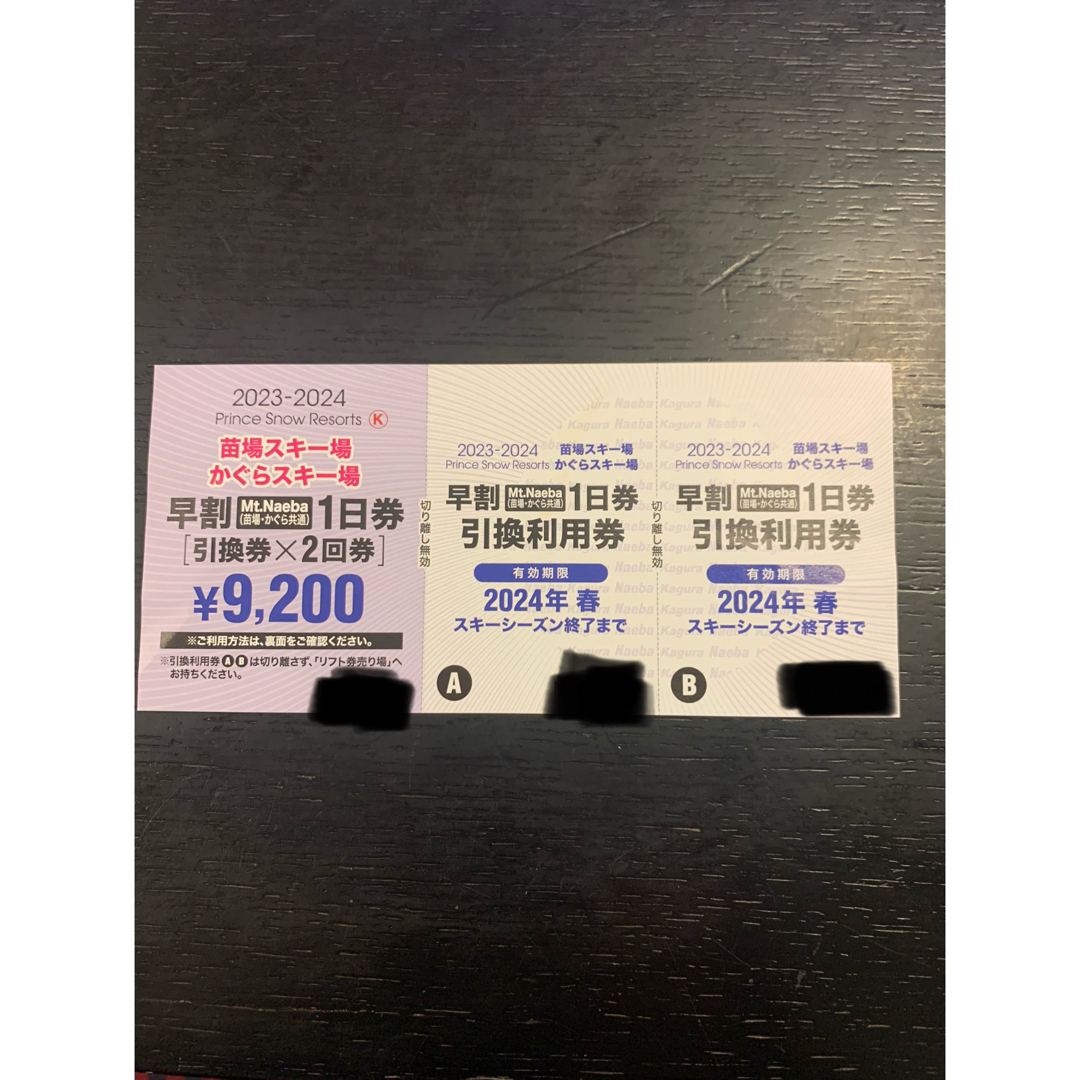 2023-2024
Prince Snow Resorts K
苗場スキー場
かぐらスキー場
早割 Mt.Naeba (苗場・かぐら共通) 1日券
[引換券×2回券]
¥9,200
※ご利用方法は、裏面をご確認ください。
※引換利用券ABは切り離さず、「リフト券売り場」へ
お持ちください。
切り離し無効
2023-2024 苗場スキー場
Prince Snow Resorts かぐらスキー場
早割 Mt.Naeba (苗場・かぐら共通) 1日券
引換利用券
有効期限
2024年 春
スキーシーズン終了まで
A
切り離し無効
2023-2024 苗場スキー場
Prince Snow Resorts かぐらスキー場
早割 Mt.Naeba (苗場・かぐら共通) 1日券
引換利用券
有効期限
2024年 春
スキーシーズン終了まで
B